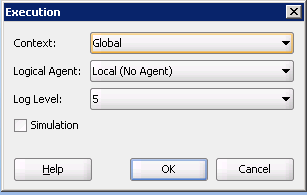 Execution
Context: Global
Logical Agent: Local (No Agent)
Log Level: 5
Simulation
Help OK Cancel